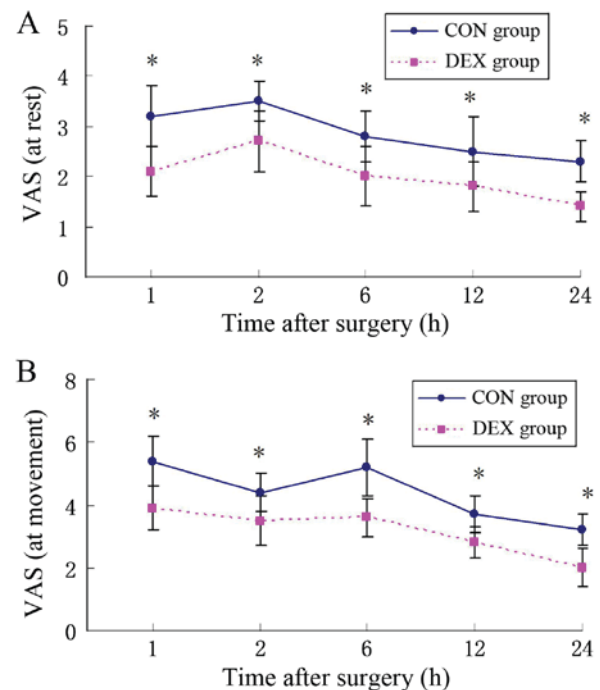 A
5
4
3
2
1
0
VAS (at rest)
CON group
DEX group
* * * * *
1 2 6 12 24
Time after surgery (h)
B
8
6
4
2
0
VAS (at movement)
CON group
DEX group
* * * * *
1 2 6 12 24
Time after surgery (h)